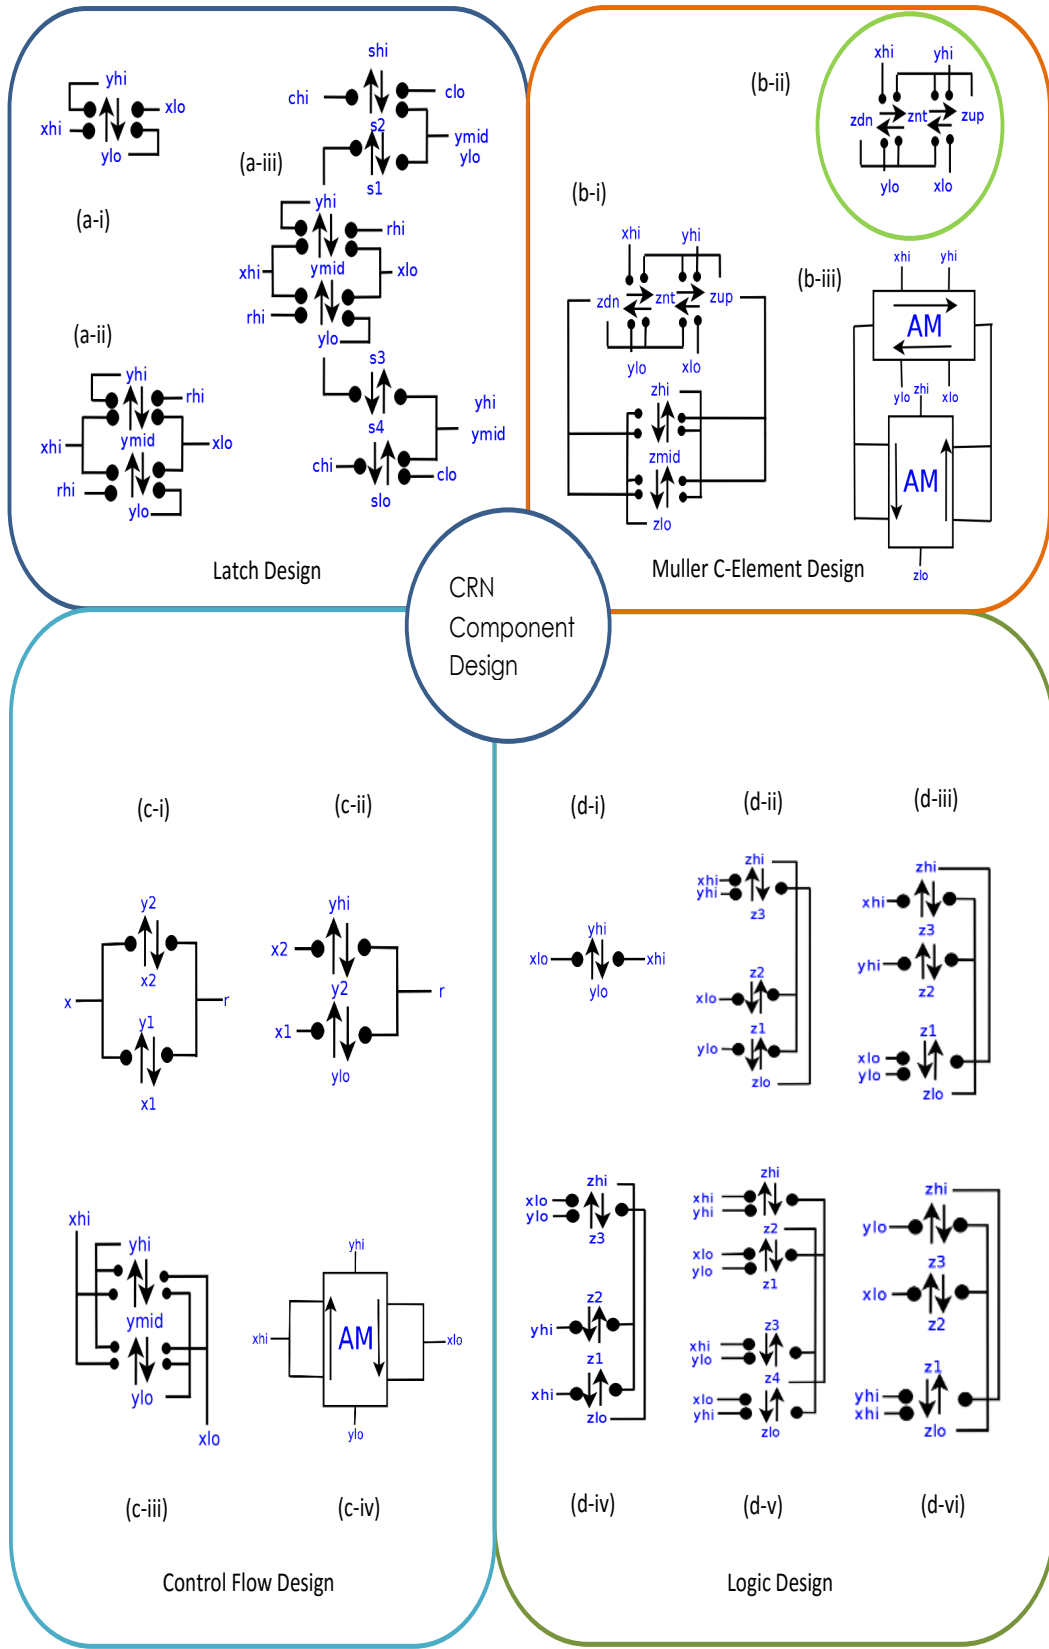 yhi
xlo
xhi
ylo
(a-i)
(a-ii)
yhi
rhi
xhi
ymid
xlo
rhi
ylo
(a-iii)
shi
chi
clo
s2
ymid
ylo
s1
yhi
rhi
xhi
ymid
xlo
rhi
ylo
s3
yhi
s4
ymid
chi
clo
slo
Latch Design
(b-i)
xhi
yhi
zdn
znt
zup
ylo
xlo
zhi
zmid
zlo
(b-ii)
xhi
yhi
zdn
znt
zup
ylo
xlo
(b-iii)
xhi
yhi
AM
ylo
zhi
xlo
AM
zlo
Muller C-Element Design
CRN
Component
Design
(c-i)
y2
x2
x
r
y1
x1
(c-ii)
yhi
x2
y2
r
x1
ylo
xhi
yhi
ymid
ylo
xlo
(c-iii)
yhi
xhi
AM
xlo
ylo
(c-iv)
Control Flow Design
(d-i)
yhi
xlo
xhi
ylo
(d-ii)
zhi
xhi
yhi
z3
z2
xlo
z1
ylo
zlo
(d-iii)
zhi
xhi
z3
yhi
z2
z1
xlo
ylo
zlo
zhi
xlo
ylo
z3
z2
yhi
z1
xhi
zlo
(d-iv)
zhi
xhi
yhi
z2
xlo
ylo
z1
z3
xhi
ylo
z4
xlo
yhi
zlo
(d-v)
zhi
ylo
z3
xlo
z2
z1
yhi
xhi
zlo
(d-vi)
Logic Design